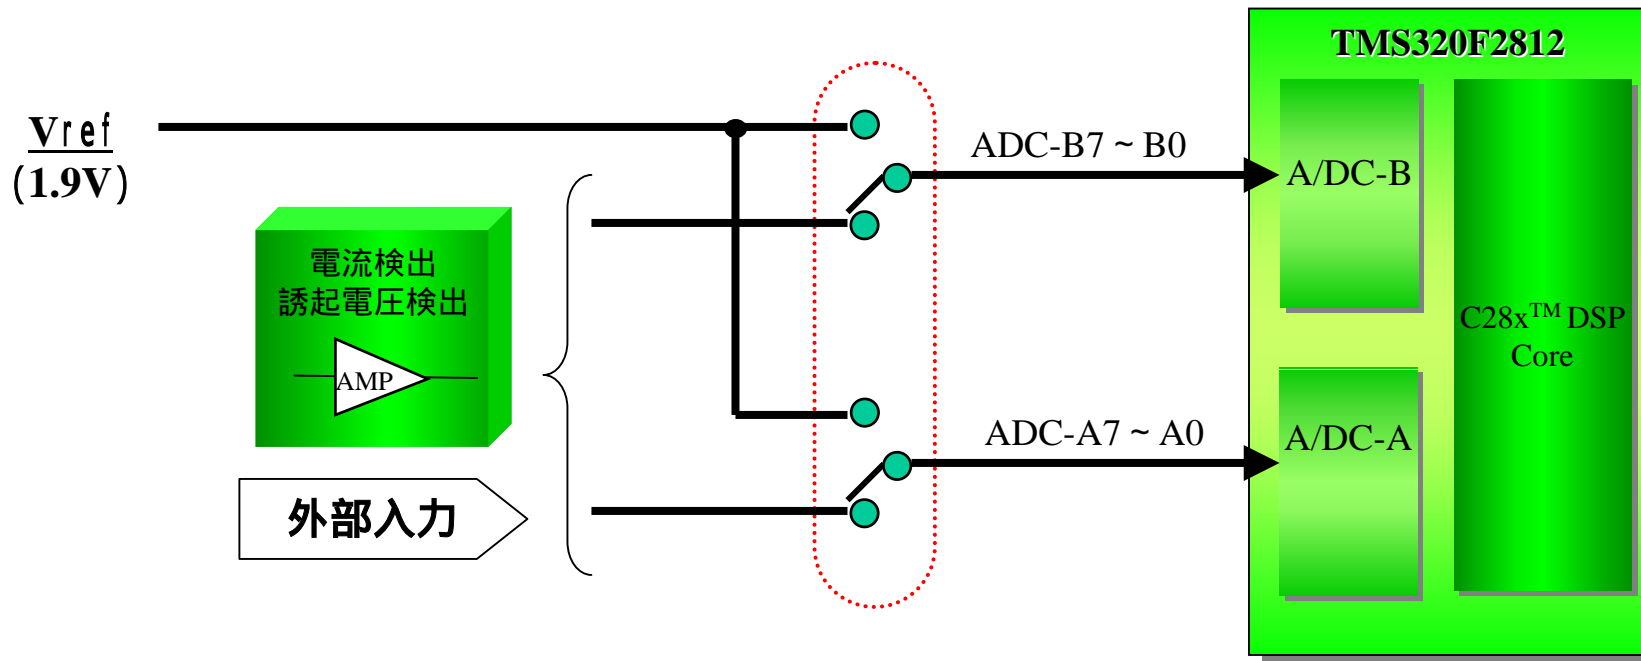 TMS320F2812
Vref
(1.9V)
ADC-B7 ~ B0
A/DC-B
電流検出
誘起電圧検出
AMP
C28x™ DSP
Core
ADC-A7 ~ A0
A/DC-A
外部入力